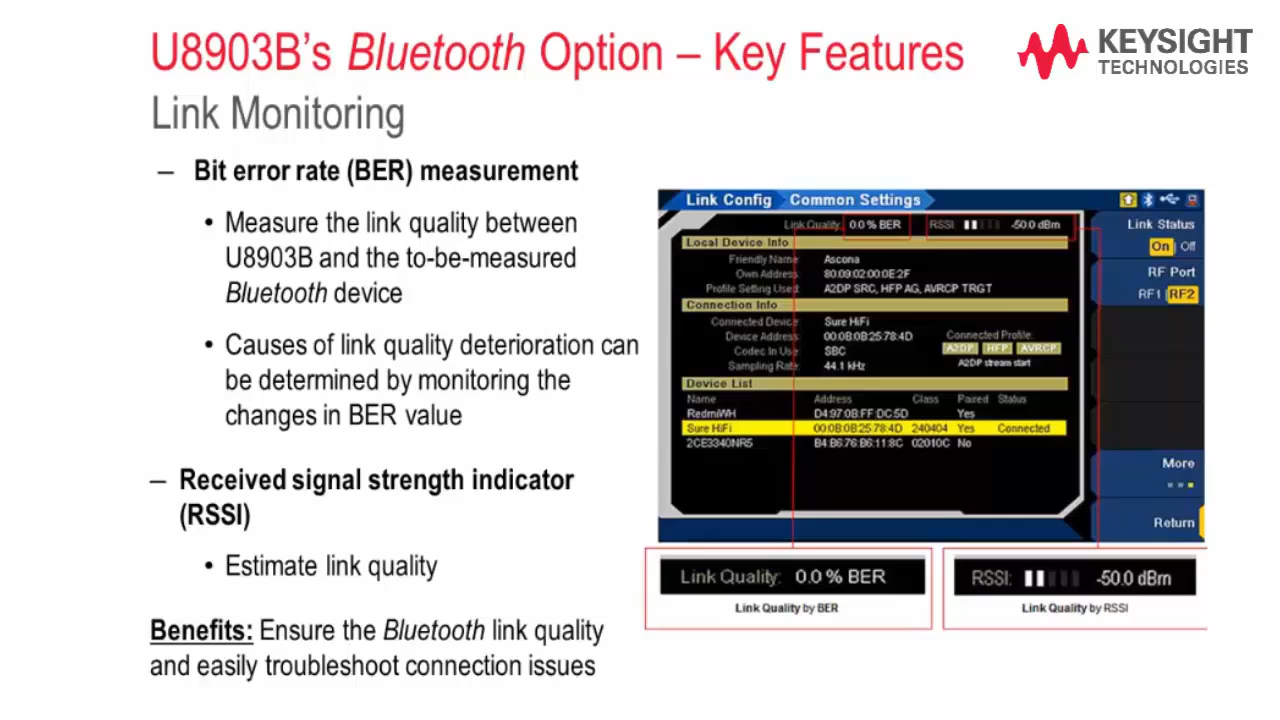 U8903B's Bluetooth Option – Key Features
KEYSIGHT
TECHNOLOGIES
Link Monitoring
– Bit error rate (BER) measurement
• Measure the link quality between
U8903B and the to-be-measured
Bluetooth device
• Causes of link quality deterioration can
be determined by monitoring the
changes in BER value
– Received signal strength indicator
(RSSI)
• Estimate link quality
Benefits: Ensure the Bluetooth link quality
and easily troubleshoot connection issues
Link Config Common Settings
Link Quality: 0.0 % BER RSSI: -50.0 dBm
Local Device Info
Friendly Name: Ascona
Own Address: 80:09:02:00:0E:2F
Profile Setting Used: A2DP SRC, HFP AG, AVRCP TRGT
Connection Info
Connected Device: Sure HiFi
Device Address: 00:0B:0B:25:78:4D Connected Profile:
Codec In Use: SBC A2DP HFP AVRCP
Sampling Rate: 44.1 kHz A2DP stream start
Device List
Name Address Class Paired Status
RedmiWH D4:97:0B:FF:DC:5D Yes
Sure HiFi 00:0B:0B:25:78:4D 240404 Yes Connected
2CE3340NR5 B4:B6:76:B6:11:8C 02010C No
Link Status
On | Off
RF Port
RF1 | RF2
More
Return
Link Quality: 0.0 % BER
Link Quality by BER
RSSI: -50.0 dBm
Link Quality by RSSI